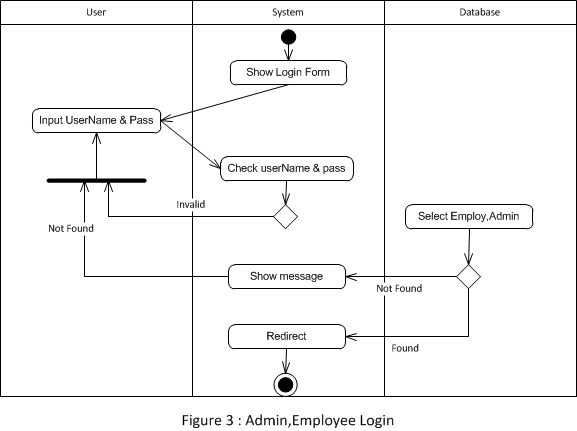 User
System
Database
Show Login Form
Input UserName & Pass
Check userName & pass
Invalid
Select Employ,Admin
Not Found
Show message
Not Found
Redirect
Found
Figure 3 : Admin,Employee Login